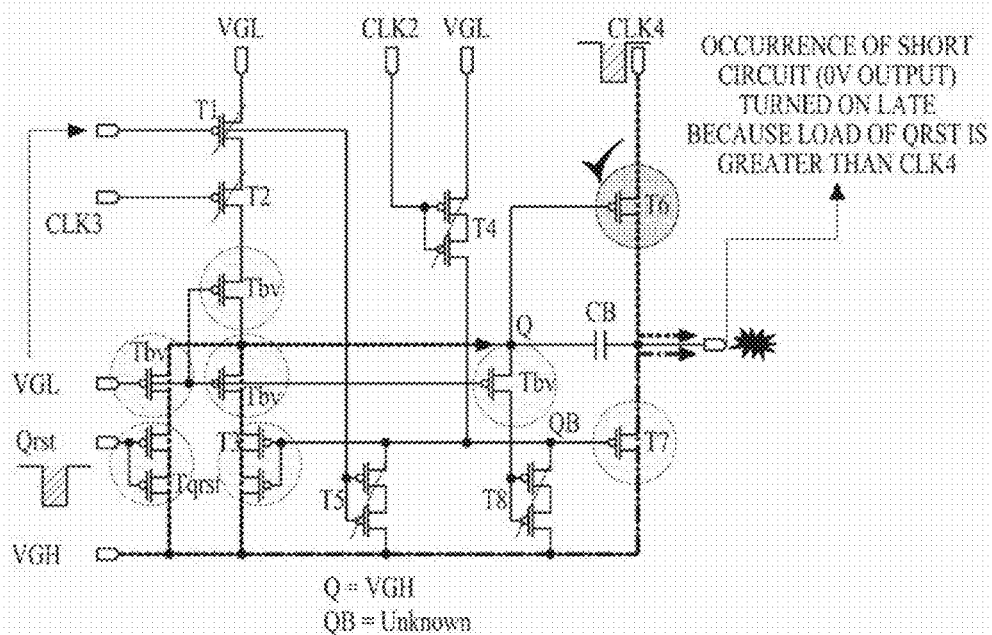 VGL
CLK2
VGL
CLK4
OCCURRENCE OF SHORT
CIRCUIT (0V OUTPUT)
TURNED ON LATE
BECAUSE LOAD OF QRST IS
GREATER THAN CLK4
T1
T2
CLK3
T4
T6
Tbv
Q
CB
Tbv
VGL
Tbv
Tbv
Qrst
T3
QB
T7
Tqrst
T5
T8
VGH
Q = VGH
QB = Unknown